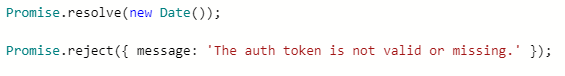 Promise.resolve(new Date());
Promise.reject({ message: 'The auth token is not valid or missing.' });